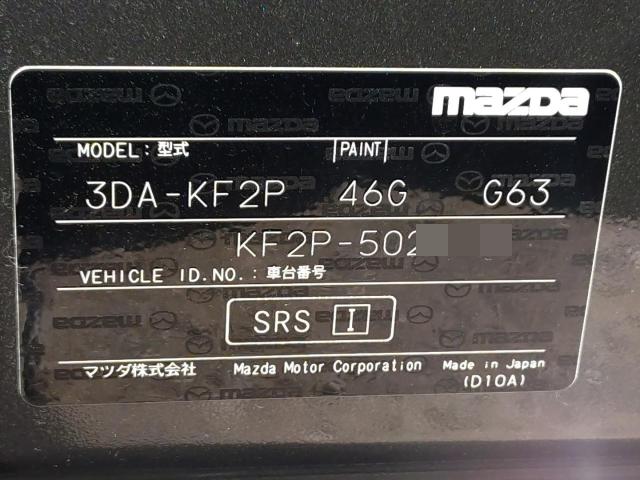 mazda
MODEL:型式 PAINT
3DA-KF2P 46G G63
KF2P-502
VEHICLE ID.NO.:車台番号
SRS I
マツダ株式会社 Mazda Motor Corporation Made in Japan
(D10A)